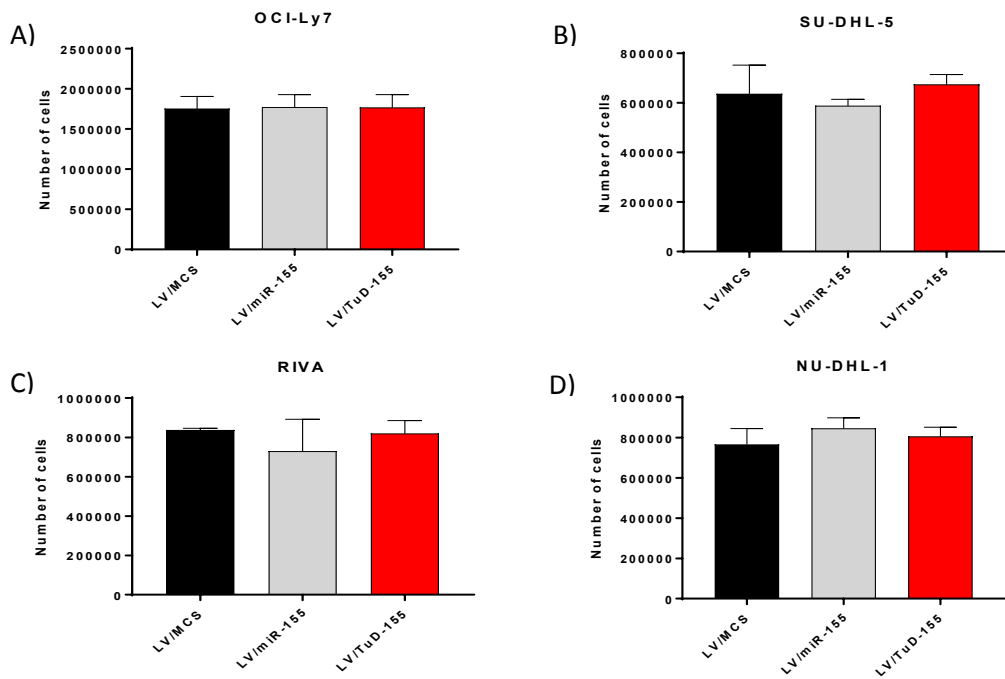 A)
OCI-Ly7
Number of cells
2500000
2000000
1500000
1000000
500000
0
LV/MCS
LV/miR-155
LV/TuD-155
B)
SU-DHL-5
Number of cells
800000
600000
400000
200000
0
LV/MCS
LV/miR-155
LV/TuD-155
C)
RIVA
Number of cells
1000000
800000
600000
400000
200000
0
LV/MCS
LV/miR-155
LV/TuD-155
D)
NU-DHL-1
Number of cells
1000000
800000
600000
400000
200000
0
LV/MCS
LV/miR-155
LV/TuD-155